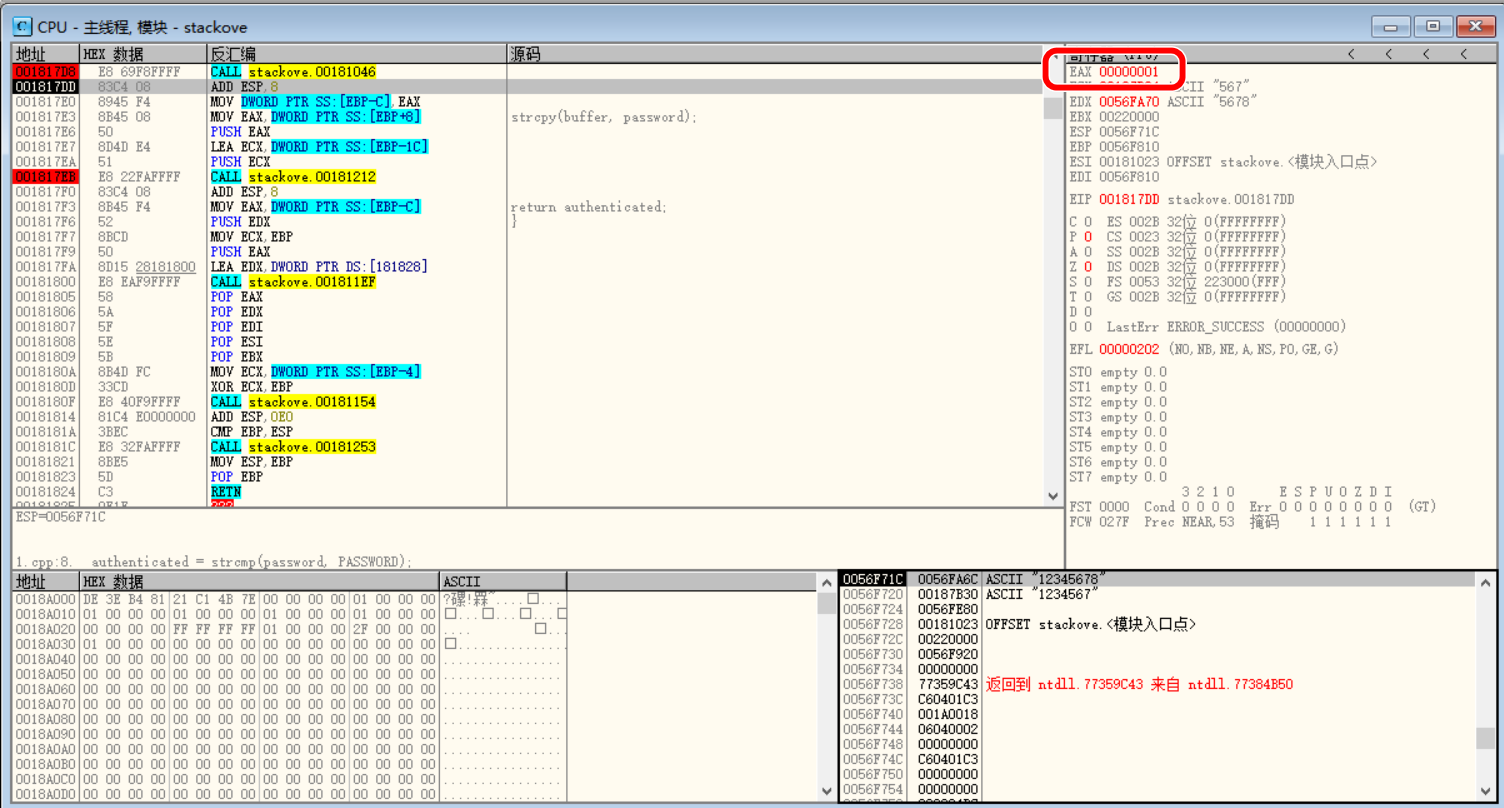 CPU - 主线程, 模块 - stackove
地址 HEX 数据 反汇编 源码
001817D8 E8 69F8FFFF CALL stackove.00181046
001817DD 83C4 08 ADD ESP,8
001817E0 8945 F4 MOV DWORD PTR SS:[EBP-C],EAX
001817E3 8B45 08 MOV EAX,DWORD PTR SS:[EBP+8] strcpy(buffer, password);
001817E6 50 PUSH EAX
001817E7 8D4D E4 LEA ECX,DWORD PTR SS:[EBP-1C]
001817EA 51 PUSH ECX
001817EB E8 22FAFFFF CALL stackove.00181212
001817F0 83C4 08 ADD ESP,8
001817F3 8B45 F4 MOV EAX,DWORD PTR SS:[EBP-C] return authenticated;
001817F6 52 PUSH EDX }
001817F7 8BCD MOV ECX,EBP
001817F9 50 PUSH EAX
001817FA 8D15 28181800 LEA EDX,DWORD PTR DS:[181828]
00181800 E8 EAF9FFFF CALL stackove.001811EF
00181805 58 POP EAX
00181806 5A POP EDX
00181807 5F POP EDI
00181808 5E POP ESI
00181809 5B POP EBX
0018180A 8B4D FC MOV ECX,DWORD PTR SS:[EBP-4]
0018180D 33CD XOR ECX,EBP
0018180F E8 40F9FFFF CALL stackove.00181154
00181814 81C4 E0000000 ADD ESP,0E0
0018181A 3BEC CMP EBP,ESP
0018181C E8 32FAFFFF CALL stackove.00181253
00181821 8BE5 MOV ESP,EBP
00181823 5D POP EBP
00181824 C3 RETN
ESP=0056F71C
1.cpp:8. authenticated = strcmp(password, PASSWORD);
< < < <
EAX 00000001
ASCII "567"
EDX 0056FA70 ASCII "5678"
EBX 00220000
ESP 0056F71C
EBP 0056F810
ESI 00181023 OFFSET stackove.<模块入口点>
EDI 0056F810
EIP 001817DD stackove.001817DD
C 0 ES 002B 32位 0(FFFFFFFF)
P 0 CS 0023 32位 0(FFFFFFFF)
A 0 SS 002B 32位 0(FFFFFFFF)
Z 0 DS 002B 32位 0(FFFFFFFF)
S 0 FS 0053 32位 223000(FFF)
T 0 GS 002B 32位 0(FFFFFFFF)
D 0
O 0 LastErr ERROR_SUCCESS (00000000)
EFL 00000202 (NO,NB,NE,A,NS,PO,GE,G)
ST0 empty 0.0
ST1 empty 0.0
ST2 empty 0.0
ST3 empty 0.0
ST4 empty 0.0
ST5 empty 0.0
ST6 empty 0.0
ST7 empty 0.0
3 2 1 0 E S P U O Z D I
FST 0000 Cond 0 0 0 0 Err 0 0 0 0 0 0 0 0 (GT)
FCW 027F Prec NEAR,53 掩码 1 1 1 1 1 1
地址 HEX 数据 ASCII
0018A000 DE 3E B4 81 21 C1 4B 7E 00 00 00 00 01 00 00 00
0018A010 01 00 00 00 01 00 00 00 01 00 00 00 01 00 00 00
0018A020 00 00 00 00 FF FF FF FF 01 00 00 00 2F 00 00 00
0018A030 01 00 00 00 00 00 00 00 00 00 00 00 00 00 00 00
0018A040 00 00 00 00 00 00 00 00 00 00 00 00 00 00 00 00 ................
0018A050 00 00 00 00 00 00 00 00 00 00 00 00 00 00 00 00 ................
0018A060 00 00 00 00 00 00 00 00 00 00 00 00 00 00 00 00 ................
0018A070 00 00 00 00 00 00 00 00 00 00 00 00 00 00 00 00 ................
0018A080 00 00 00 00 00 00 00 00 00 00 00 00 00 00 00 00 ................
0018A090 00 00 00 00 00 00 00 00 00 00 00 00 00 00 00 00 ................
0018A0A0 00 00 00 00 00 00 00 00 00 00 00 00 00 00 00 00 ................
0018A0B0 00 00 00 00 00 00 00 00 00 00 00 00 00 00 00 00 ................
0018A0C0 00 00 00 00 00 00 00 00 00 00 00 00 00 00 00 00 ................
0018A0D0 00 00 00 00 00 00 00 00 00 00 00 00 00 00 00 00 ................
0056F71C 0056FA6C ASCII "12345678"
0056F720 00187B30 ASCII "1234567"
0056F724 0056FE80
0056F728 00181023 OFFSET stackove.<模块入口点>
0056F72C 00220000
0056F730 0056F920
0056F734 00000000
0056F738 77359C43 返回到 ntdll.77359C43 来自 ntdll.77384B50
0056F73C C60401C3
0056F740 001A0018
0056F744 06040002
0056F748 00000000
0056F74C C60401C3
0056F750 00000000
0056F754 00000000